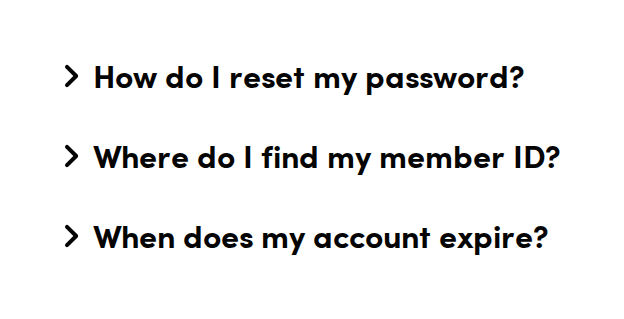 How do I reset my password?
Where do I find my member ID?
When does my account expire?